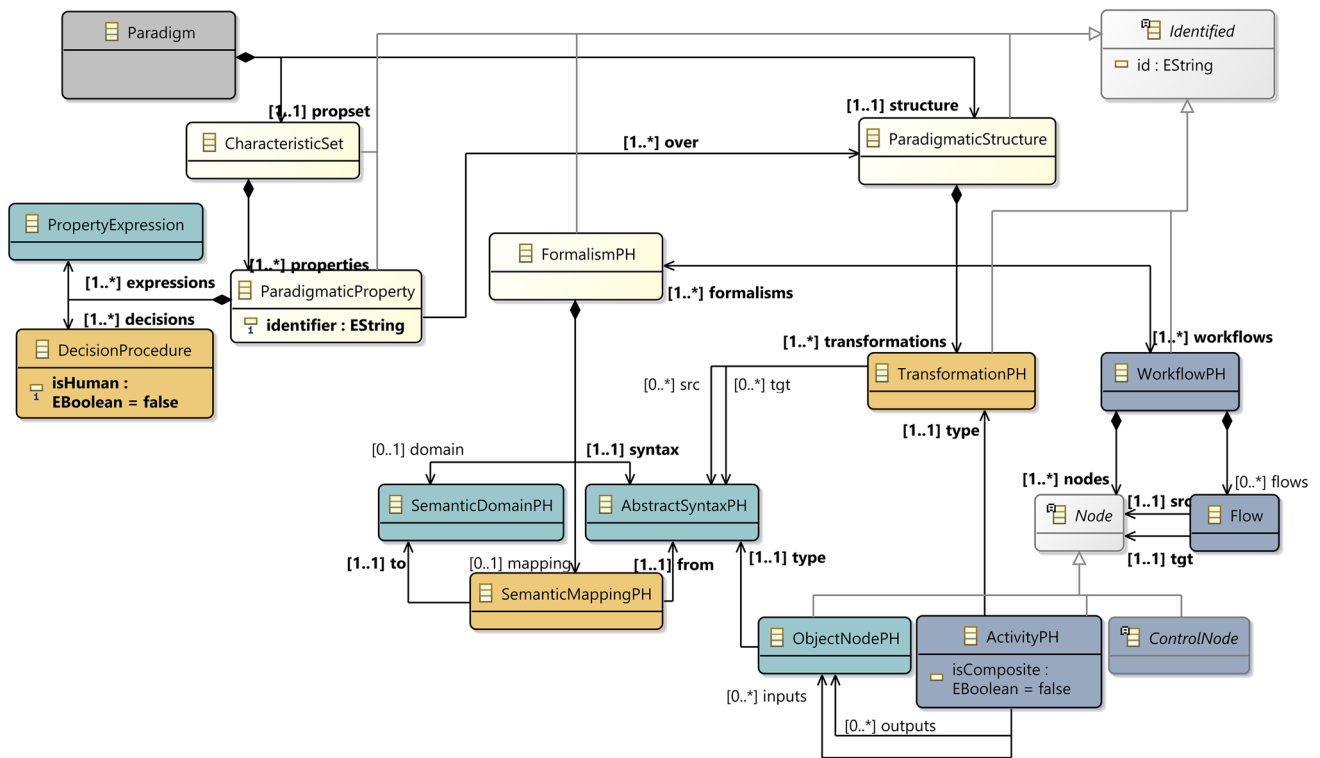 Paradigm
Identified
id : EString
[1..1] propset
[1..1] structure
CharacteristicSet
[1..*] over
ParadigmaticStructure
PropertyExpression
FormalismPH
[1..*] properties
[1..*] expressions
ParadigmaticProperty
[1..*] formalisms
[1..*] decisions
identifier : EString
DecisionProcedure
isHuman :
EBoolean = false
[1..*] transformations
[1..*] workflows
TransformationPH
WorkflowPH
[0..*] src
[0..*] tgt
[1..1] type
[0..1] domain
[1..1] syntax
[1..*] nodes
[0..*] flows
SemanticDomainPH
AbstractSyntaxPH
[1..1] src
Node
Flow
[1..1] to
[0..1] mapping
[1..1] from
[1..1] type
[1..1] tgt
SemanticMappingPH
ObjectNodePH
ActivityPH
ControlNode
isComposite :
EBoolean = false
[0..*] inputs
[0..*] outputs